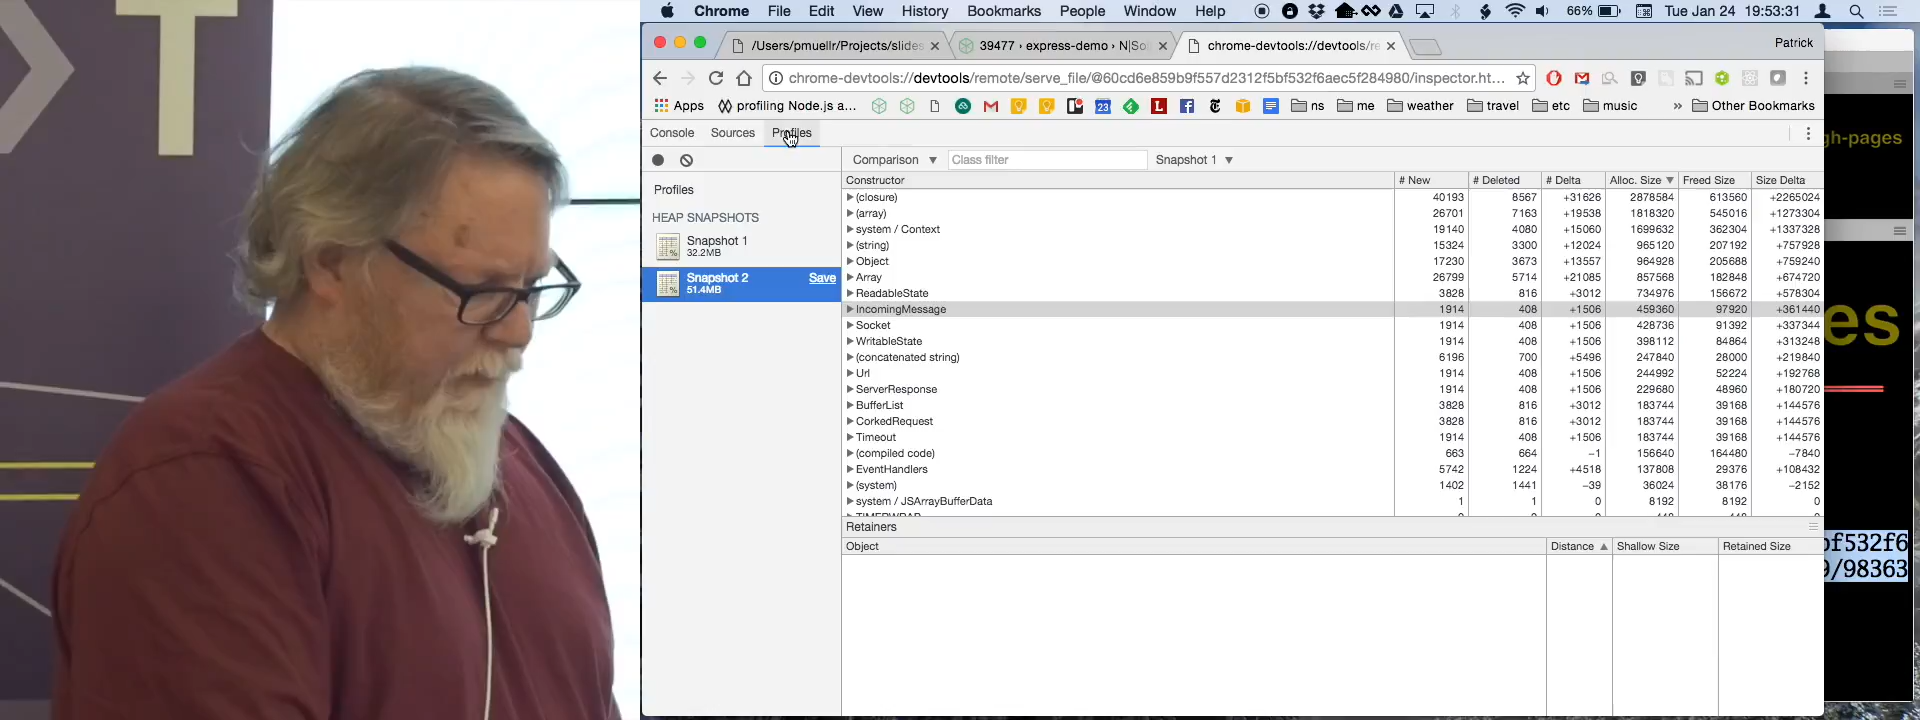 T
Chrome File Edit View History Bookmarks People Window Help 66% Tue Jan 24 19:53:31
/Users/pmuellr/Projects/slides 39477 › express-demo › N|So chrome-devtools://devtools/re Patrick
chrome-devtools://devtools/remote/serve_file/@60cd6e859b9f557d2312f5bf532f6aec5f284980/inspector.ht...
Apps profiling Node.js a... 23 L ns me weather travel etc music » Other Bookmarks
Console Sources Profiles
gh-pages
Comparison Class filter Snapshot 1
Profiles
HEAP SNAPSHOTS
Snapshot 1
32.2MB
Snapshot 2 Save
51.4MB
Constructor # New # Deleted # Delta Alloc. Size Freed Size Size Delta
(closure) 40193 8567 +31626 2878584 613560 +2265024
(array) 26701 7163 +19538 1818320 545016 +1273304
system / Context 19140 4080 +15060 1699632 362304 +1337328
(string) 15324 3300 +12024 965120 207192 +757928
Object 17230 3673 +13557 964928 205688 +759240
Array 26799 5714 +21085 857568 182848 +674720
ReadableState 3828 816 +3012 734976 156672 +578304
IncomingMessage 1914 408 +1506 459360 97920 +361440
Socket 1914 408 +1506 428736 91392 +337344
WritableState 1914 408 +1506 398112 84864 +313248
(concatenated string) 6196 700 +5496 247840 28000 +219840
Url 1914 408 +1506 244992 52224 +192768
ServerResponse 1914 408 +1506 229680 48960 +180720
BufferList 3828 816 +3012 183744 39168 +144576
CorkedRequest 3828 816 +3012 183744 39168 +144576
Timeout 1914 408 +1506 183744 39168 +144576
(compiled code) 663 664 −1 156640 164480 −7840
EventHandlers 5742 1224 +4518 137808 29376 +108432
(system) 1402 1441 −39 36024 38176 −2152
system / JSArrayBufferData 1 1 0 8192 8192 0
es
Retainers
Object Distance Shallow Size Retained Size
bf532f6
9/98363